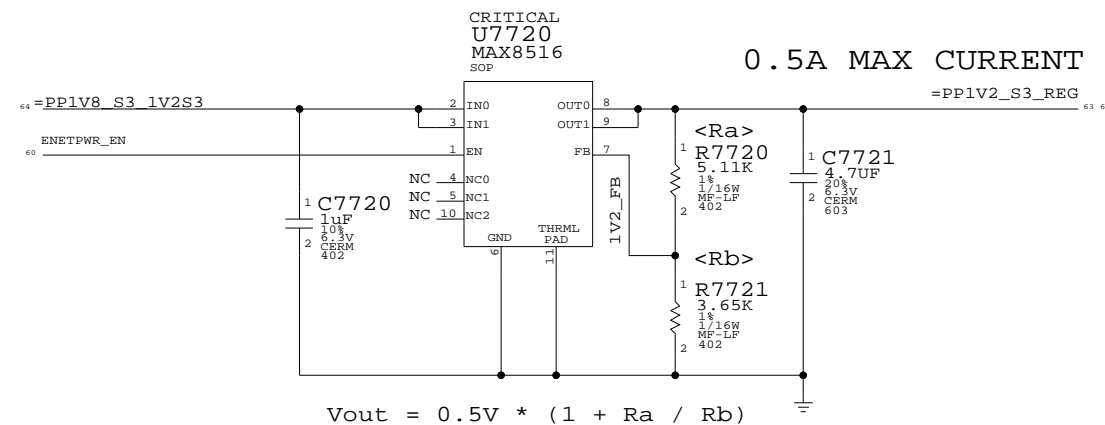 CRITICAL
U7720
MAX8516
SOP
0.5A MAX CURRENT
64 =PP1V8_S3_1V2S3
2 IN0
OUT0 8
=PP1V2_S3_REG
63 6
3 IN1
OUT1 9
60 ENETPWR_EN
1 EN
FB 7
<Ra>
1 R7720
5.11K
1%
1/16W
MF-LF
2 402
1 C7721
4.7UF
20%
6.3V
2 CERM
603
NC 4 NC0
NC 5 NC1
NC 10 NC2
1V2_FB
1 C7720
1uF
10%
6.3V
2 CERM
402
GND
6
THRML
PAD
11
<Rb>
1 R7721
3.65K
1%
1/16W
MF-LF
2 402
Vout = 0.5V * (1 + Ra / Rb)